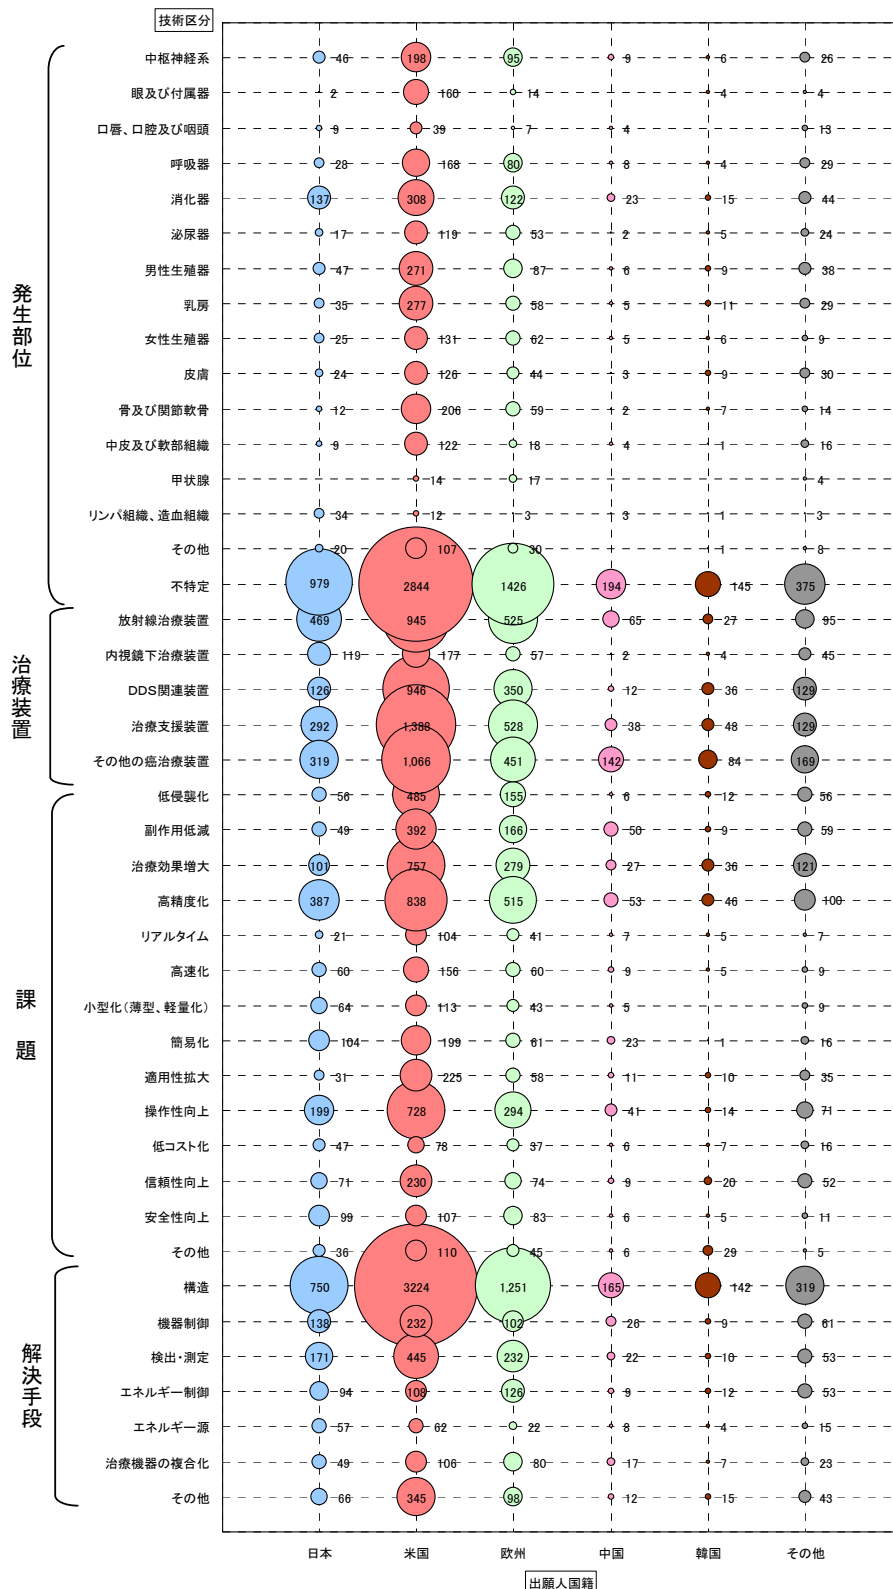 技術区分
発生部位
中枢神経系 46 198 95 9 6 26
眼及び付属器 2 160 14 4 4
口唇、口腔及び咽頭 9 39 7 4 13
呼吸器 28 168 80 8 4 29
消化器 137 308 122 23 15 44
泌尿器 17 119 53 2 5 24
男性生殖器 47 271 87 6 9 38
乳房 35 277 58 5 11 29
女性生殖器 25 131 62 5 6 9
皮膚 24 126 44 3 9 30
骨及び関節軟骨 12 206 59 2 7 14
中皮及び軟部組織 9 122 18 4 1 16
甲状腺 14 17 4
リンパ組織、造血組織 34 12 3 3 1 3
その他 20 107 30 1 8
不特定 979 2844 1426 194 145 375
治療装置
放射線治療装置 469 945 525 65 27 95
内視鏡下治療装置 119 177 57 2 4 45
DDS関連装置 126 946 350 12 36 129
治療支援装置 292 1,388 528 38 48 129
その他の癌治療装置 319 1,066 451 142 84 169
課題
低侵襲化 56 485 155 6 12 56
副作用低減 49 392 166 50 9 59
治療効果増大 101 757 279 27 36 121
高精度化 387 838 515 53 46 100
リアルタイム 21 104 41 7 5 7
高速化 60 156 60 9 5 9
小型化(薄型、軽量化) 64 113 43 5 9
簡易化 104 199 61 23 1 16
適用性拡大 31 225 58 11 10 35
操作性向上 199 728 294 41 14 71
低コスト化 47 78 37 6 7 16
信頼性向上 71 230 74 9 20 52
安全性向上 99 107 83 6 5 11
その他 36 110 45 6 29 5
解決手段
構造 750 3224 1,251 165 142 319
機器制御 138 232 102 26 9 61
検出・測定 171 445 232 22 10 53
エネルギー制御 94 108 126 9 12 53
エネルギー源 57 62 22 8 4 15
治療機器の複合化 49 106 80 17 7 23
その他 66 345 98 12 15 43
日本 米国 欧州 中国 韓国 その他
出願人国籍